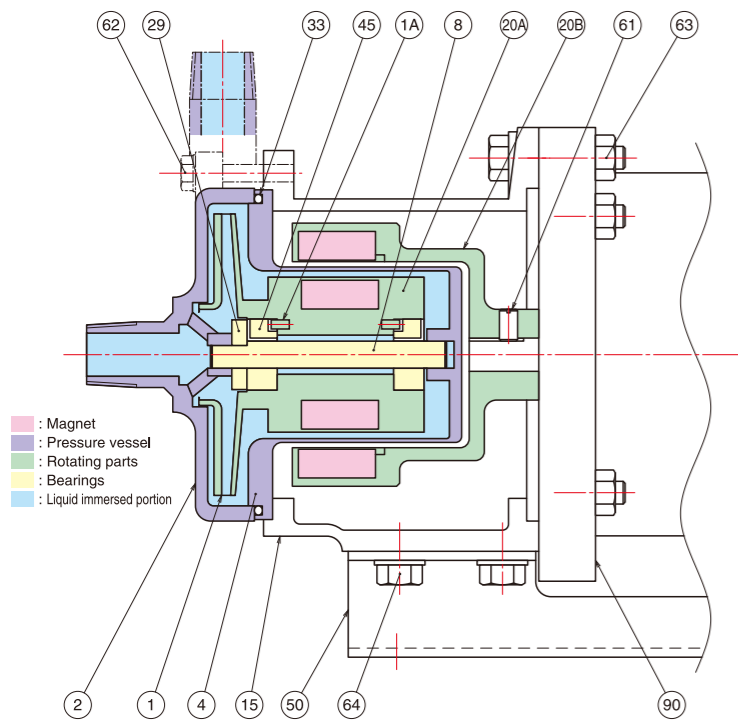 62 29 33 45 1A 8 20A 20B 61 63
: Magnet
: Pressure vessel
: Rotating parts
: Bearings
: Liquid immersed portion
2 1 4 15 50 64 90